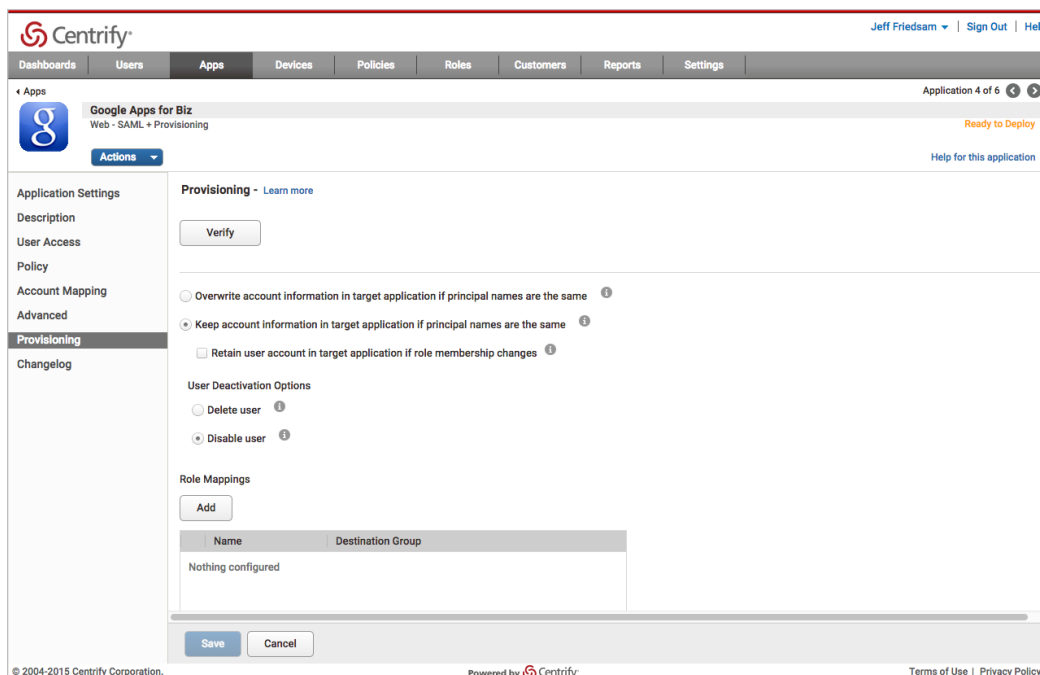 Centrify
Jeff Friedsam | Sign Out |
Dashboards Users Apps Devices Policies Roles Customers Reports Settings
Apps
Application 4 of 6
g
Google Apps for Biz
Web - SAML + Provisioning
Ready to Deploy
Actions
Help for this application
Application Settings
Description
User Access
Policy
Account Mapping
Advanced
Provisioning
Changelog
Provisioning - Learn more
Verify
Overwrite account information in target application if principal names are the same
Keep account information in target application if principal names are the same
Retain user account in target application if role membership changes
User Deactivation Options
Delete user
Disable user
Role Mappings
Add
Name Destination Group
Nothing configured
Save Cancel
© 2004-2015 Centrify Corporation.
Powered by Centrify
Terms of Use | Privacy Policy